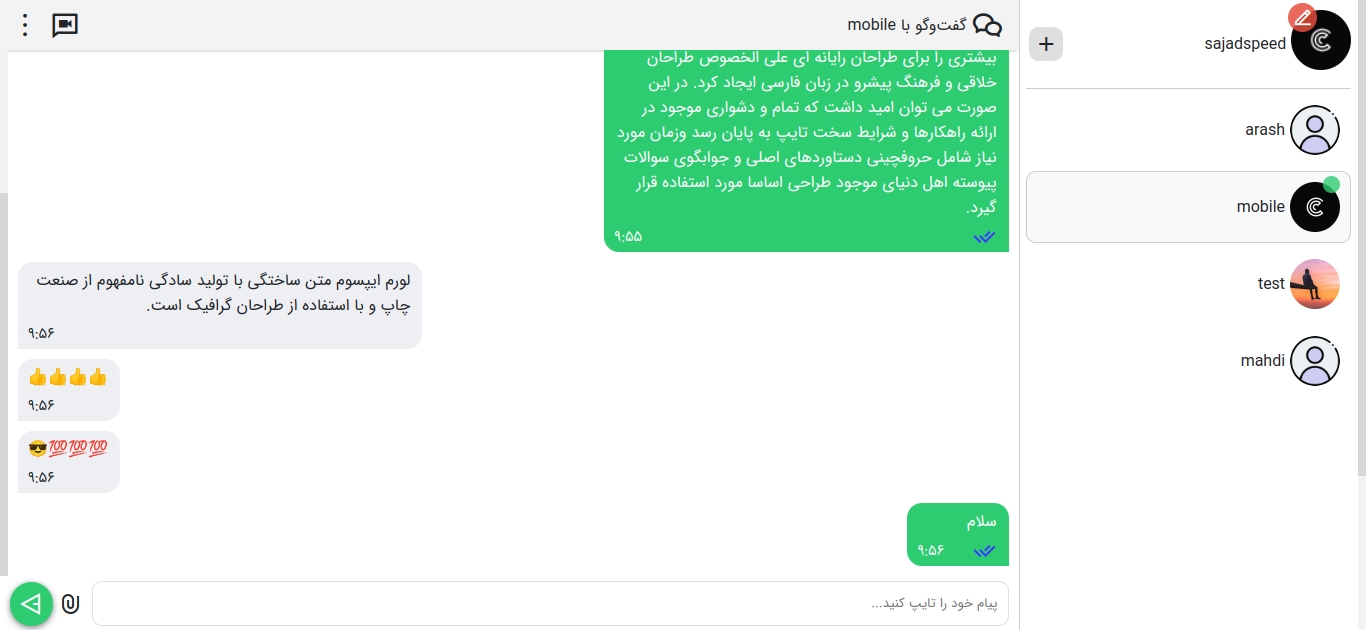 sajadspeed
arash
mobile
test
mahdi
گفت‌وگو با mobile
بیشتری را برای طراحان رایانه ای علی الخصوص طراحان
خلاقی و فرهنگ پیشرو در زبان فارسی ایجاد کرد. در این
صورت می توان امید داشت که تمام و دشواری موجود در
ارائه راهکارها و شرایط سخت تایپ به پایان رسد وزمان مورد
نیاز شامل حروفچینی دستاوردهای اصلی و جوابگوی سوالات
پیوسته اهل دنیای موجود طراحی اساسا مورد استفاده قرار
گیرد.
۹:۵۵
لورم ایپسوم متن ساختگی با تولید سادگی نامفهوم از صنعت
چاپ و با استفاده از طراحان گرافیک است.
۹:۵۶
👍👍👍👍
۹:۵۶
😎💯💯💯
۹:۵۶
سلام
۹:۵۶
پیام خود را تایپ کنید...